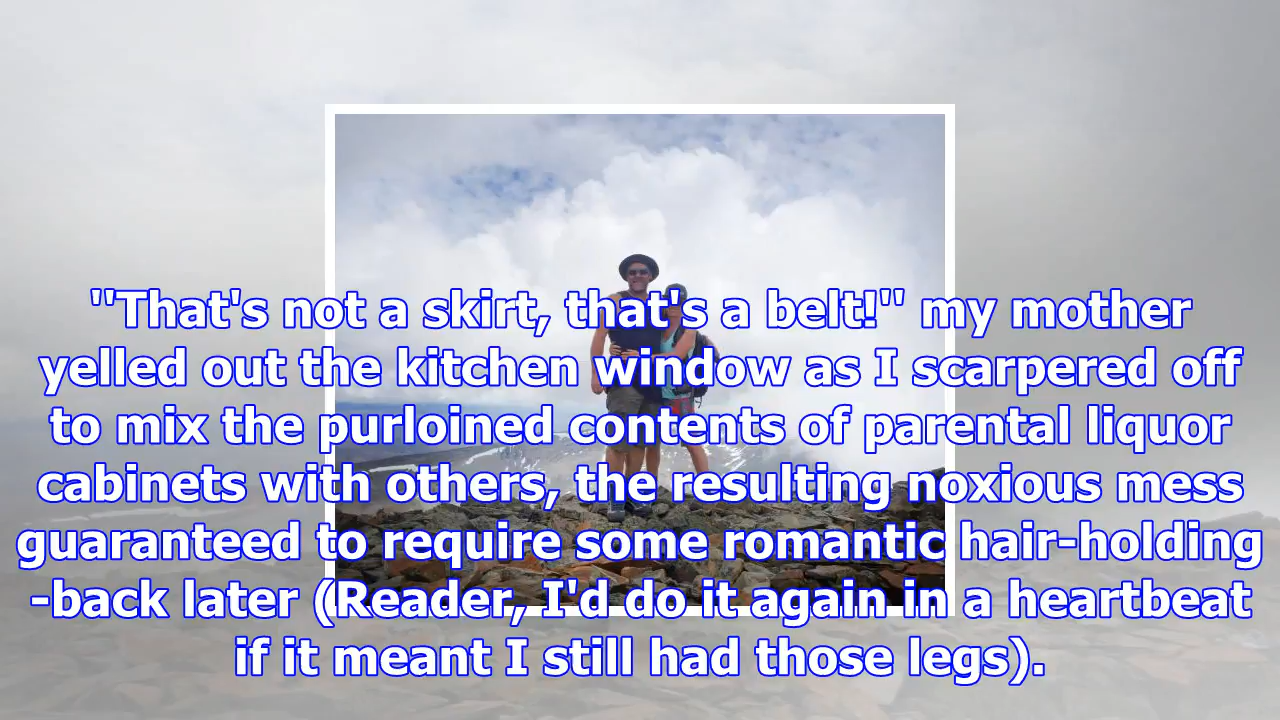 "That's not a skirt, that's a belt!" my mother
yelled out the kitchen window as I scarpered off
to mix the purloined contents of parental liquor
cabinets with others, the resulting noxious mess
guaranteed to require some romantic hair-holding
-back later (Reader, I'd do it again in a heartbeat
if it meant I still had those legs).